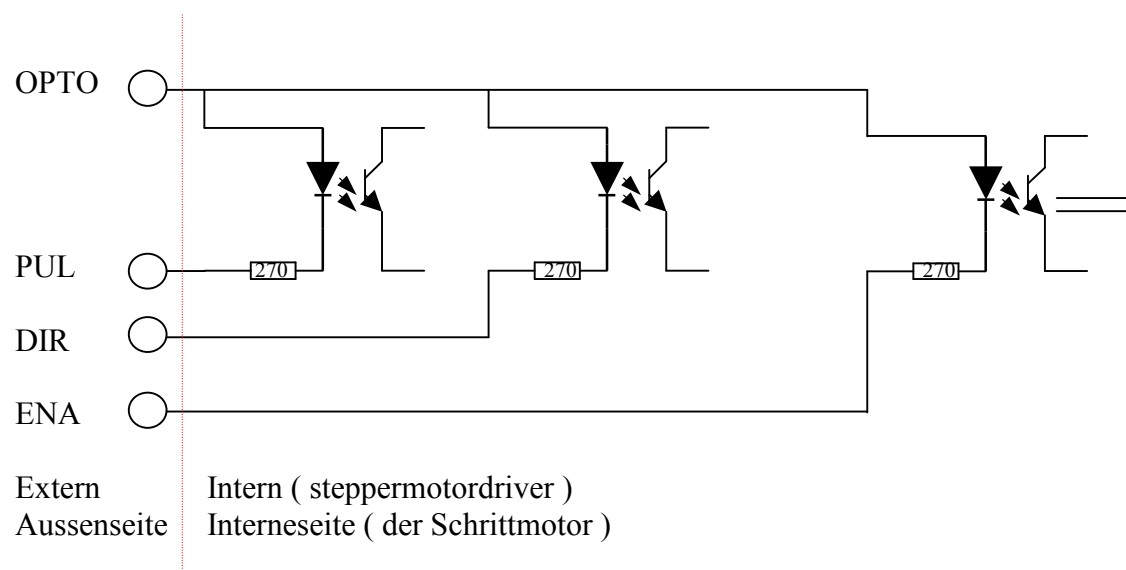 OPTO
PUL
270
270
270
DIR
ENA
Extern
Intern ( steppermotordriver )
Aussenseite
Interneseite ( der Schrittmotor )